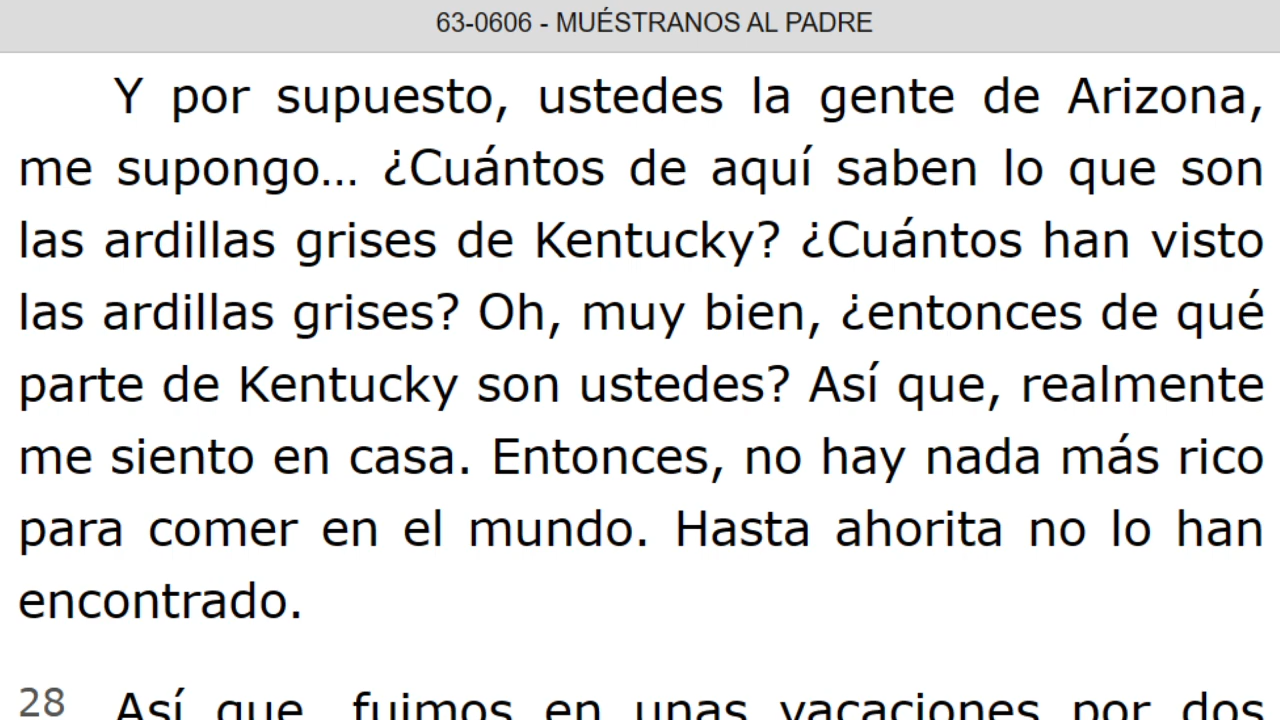 63-0606 - MUÉSTRANOS AL PADRE
Y por supuesto, ustedes la gente de Arizona,
me supongo... ¿Cuántos de aquí saben lo que son
las ardillas grises de Kentucky? ¿Cuántos han visto
las ardillas grises? Oh, muy bien, ¿entonces de qué
parte de Kentucky son ustedes? Así que, realmente
me siento en casa. Entonces, no hay nada más rico
para comer en el mundo. Hasta ahorita no lo han
encontrado.
28 Así que, fuimos en unas vacaciones por dos